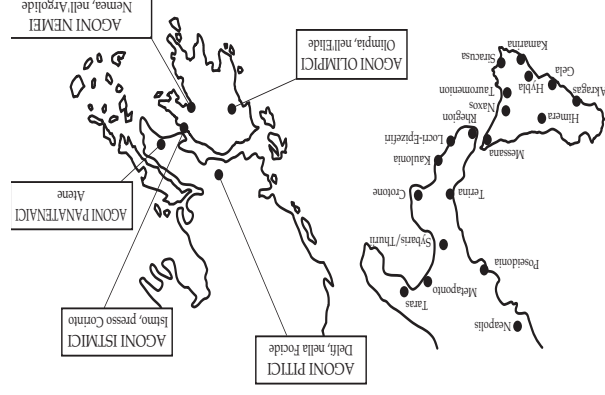 AGONI PITICI
Delfi, nella Focide
Neapolis
AGONI ISTMICI
Istmo, presso Corinto
Taras
Metaponto
Poseidonia
Sybaris/Thurii
AGONI PANATENAICI
Atene
Terina
Crotone
Kaulonia
Messana
Locri-Epizefiri
Rhegion
Himera
Naxos
Akragas
Tauromenion
Hybla
Gela
Siracusa
Kamarina
AGONI OLIMPICI
Olimpia, nell'Elide
AGONI NEMEI
Nemea, nell'Argolide